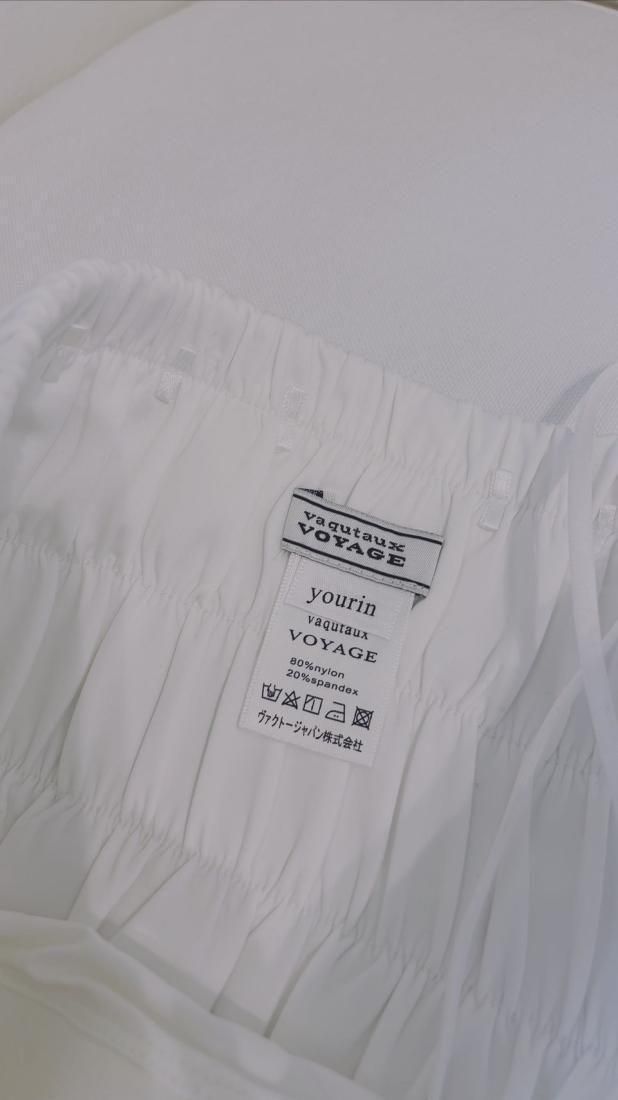 vaqutaux
VOYAGE
yourin
vaqutaux
VOYAGE
80%nylon
20%spandex
ヴァクトージャパン株式会社